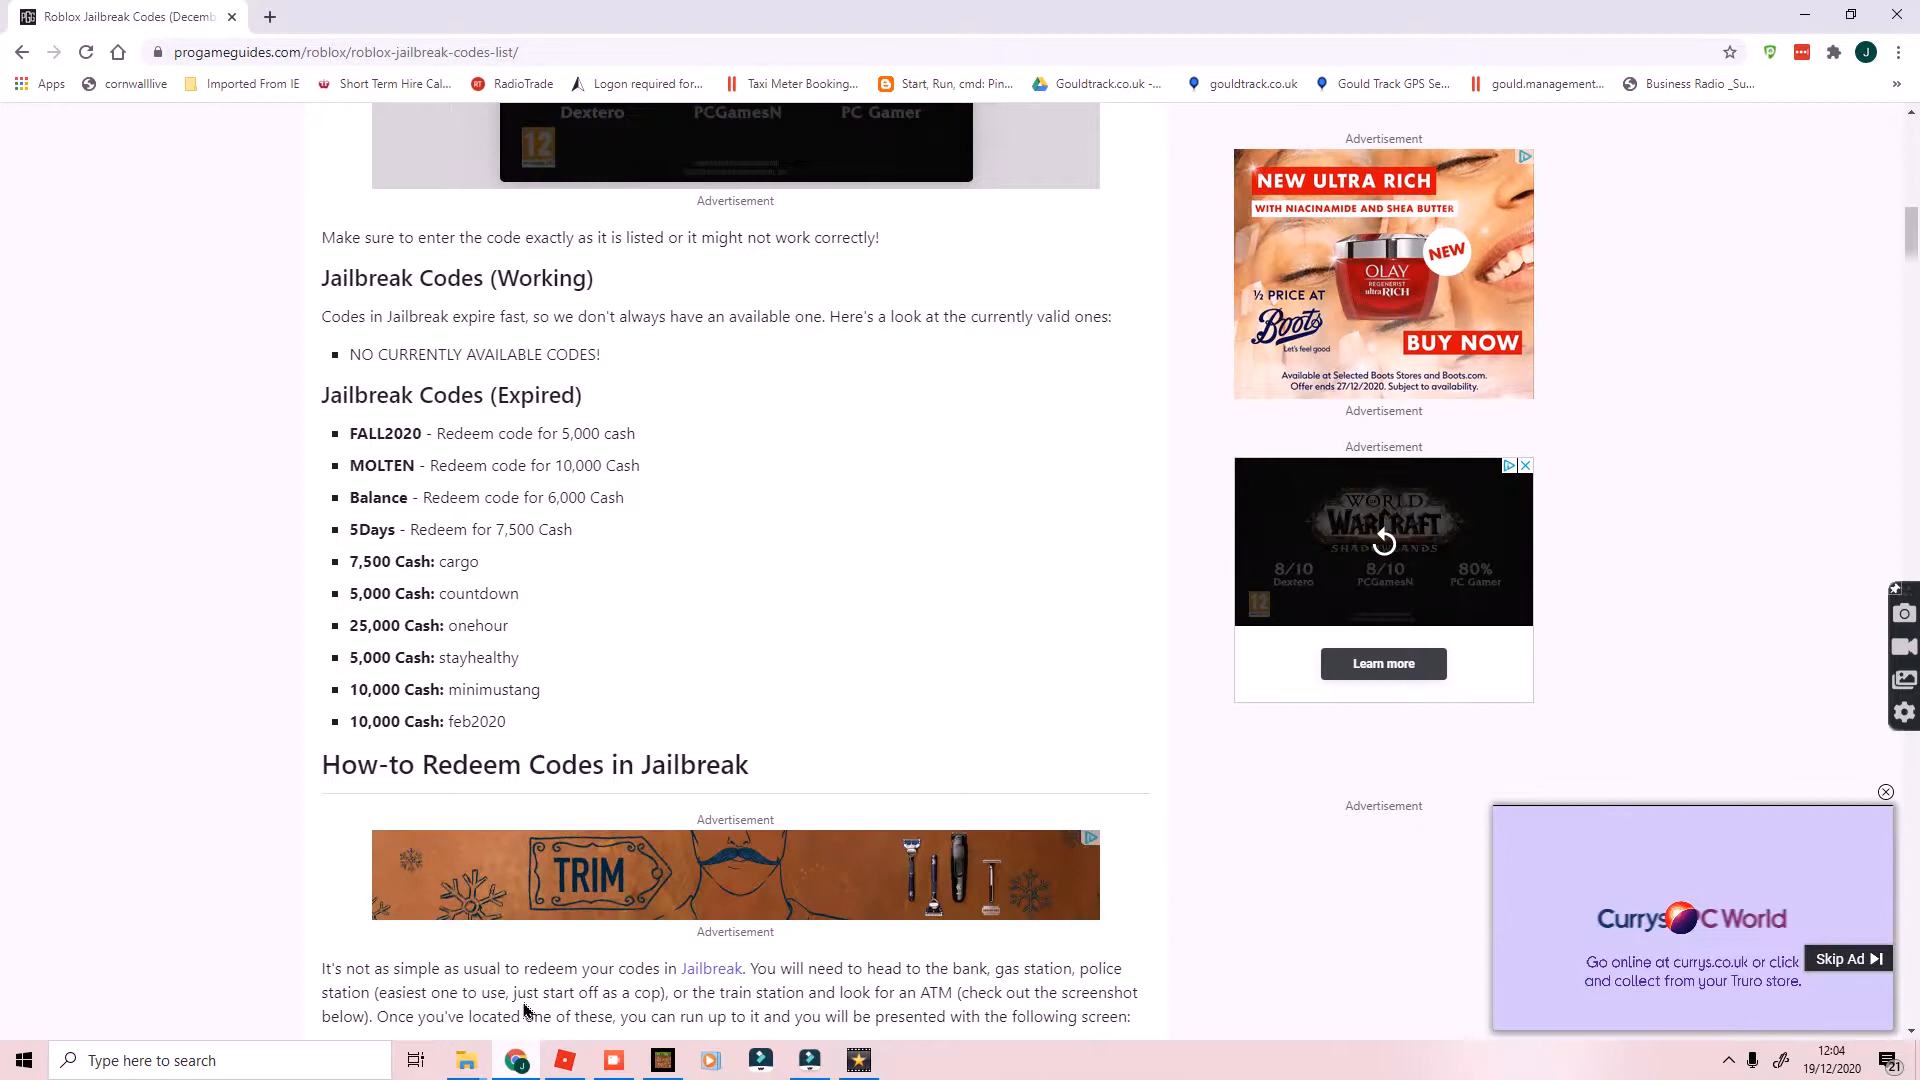 Roblox Jailbreak Codes (Decemb
progameguides.com/roblox/roblox-jailbreak-codes-list/
J
Apps
cornwalllive
Imported From IE
Short Term Hire Cal...
RadioTrade
Logon required for...
Taxi Meter Booking...
Start, Run, cmd: Pin...
Gouldtrack.co.uk -...
gouldtrack.co.uk
Gould Track GPS Se...
gould.management...
Business Radio _Su...
»
Dextero PCGamesN PC Gamer
12
Advertisement
Make sure to enter the code exactly as it is listed or it might not work correctly!
Jailbreak Codes (Working)
Codes in Jailbreak expire fast, so we don't always have an available one. Here's a look at the currently valid ones:
NO CURRENTLY AVAILABLE CODES!
Jailbreak Codes (Expired)
FALL2020 - Redeem code for 5,000 cash
MOLTEN - Redeem code for 10,000 Cash
Balance - Redeem code for 6,000 Cash
5Days - Redeem for 7,500 Cash
7,500 Cash: cargo
5,000 Cash: countdown
25,000 Cash: onehour
5,000 Cash: stayhealthy
10,000 Cash: minimustang
10,000 Cash: feb2020
How-to Redeem Codes in Jailbreak
Advertisement
TRIM
Advertisement
It's not as simple as usual to redeem your codes in Jailbreak. You will need to head to the bank, gas station, police
station (easiest one to use, just start off as a cop), or the train station and look for an ATM (check out the screenshot
below). Once you've located one of these, you can run up to it and you will be presented with the following screen:
Advertisement
NEW ULTRA RICH
WITH NIACINAMIDE AND SHEA BUTTER
NEW
OLAY
REGENERIST
ultra RICH
½ PRICE AT
Boots
Let's feel good
BUY NOW
Available at Selected Boots Stores and Boots.com.
Offer ends 27/12/2020. Subject to availability.
Advertisement
Advertisement
WORLD OF
WARCRAFT
SHADOWLANDS
8/10 8/10 80%
Dextero PCGamesN PC Gamer
12
Learn more
Advertisement
Currys PC World
Go online at currys.co.uk or click
and collect from your Truro store.
Skip Ad
Type here to search
12:04
19/12/2020
21